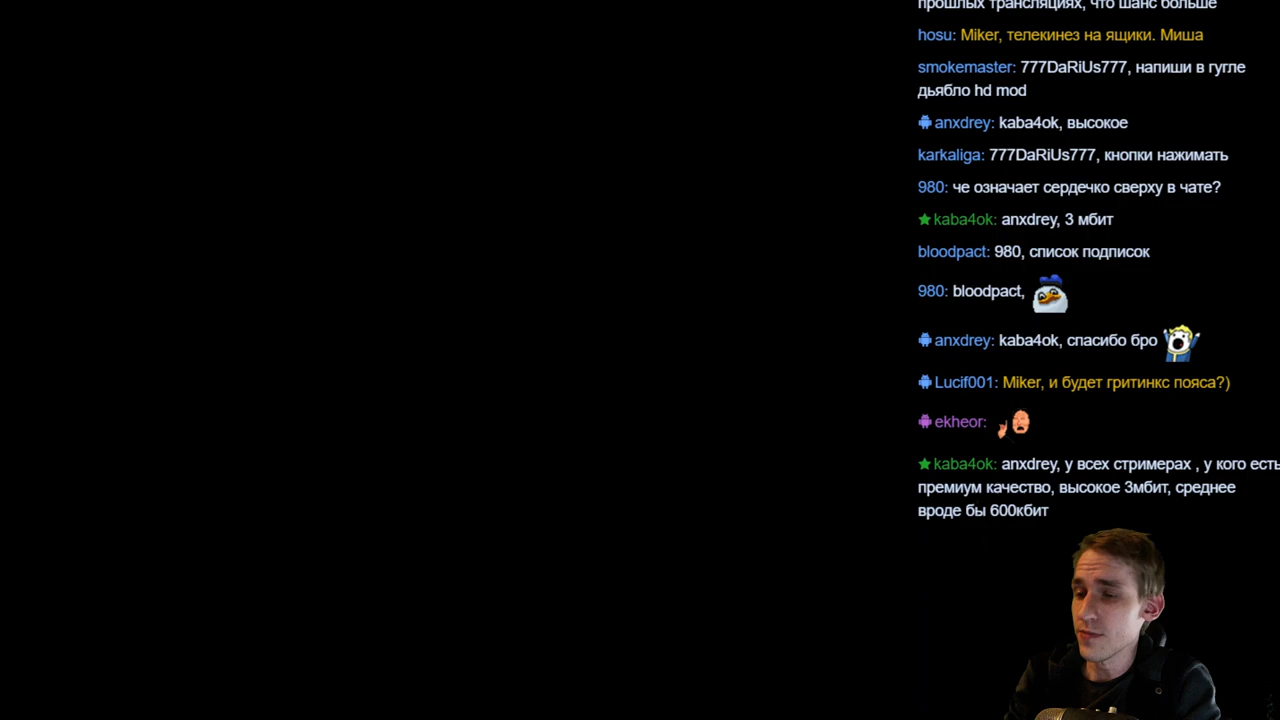 прошлых трансляциях, что шанс больше
hosu: Miker, телекинез на ящики. Миша
smokemaster: 777DaRiUs777, напиши в гугле
дьябло hd mod
anxdrey: kaba4ok, высокое
karkaliga: 777DaRiUs777, кнопки нажимать
980: че означает сердечко сверху в чате?
kaba4ok: anxdrey, 3 мбит
bloodpact: 980, список подписок
980: bloodpact,
anxdrey: kaba4ok, спасибо бро
Lucif001: Miker, и будет гритинкс пояса?)
ekheor:
kaba4ok: anxdrey, у всех стримерах , у кого есть
премиум качество, высокое 3мбит, среднее
вроде бы 600кбит